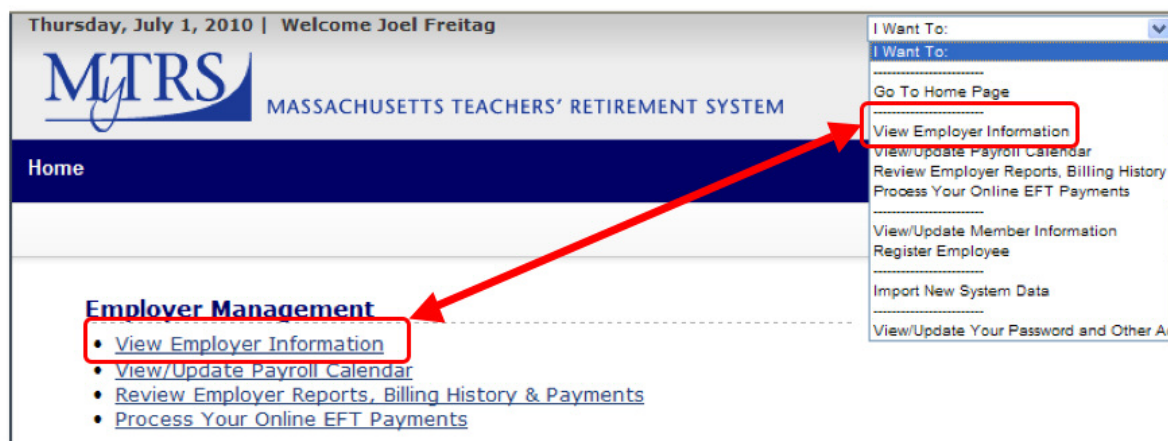 Thursday, July 1, 2010 | Welcome Joel Freitag
MyTRS
MASSACHUSETTS TEACHERS' RETIREMENT SYSTEM
Home
I Want To:
I Want To:
------------------------
Go To Home Page
------------------------
View Employer Information
View/Update Payroll Calendar
Review Employer Reports, Billing History
Process Your Online EFT Payments
------------------------
View/Update Member Information
Register Employee
------------------------
Import New System Data
------------------------
View/Update Your Password and Other A
Employer Management
• View Employer Information
• View/Update Payroll Calendar
• Review Employer Reports, Billing History & Payments
• Process Your Online EFT Payments